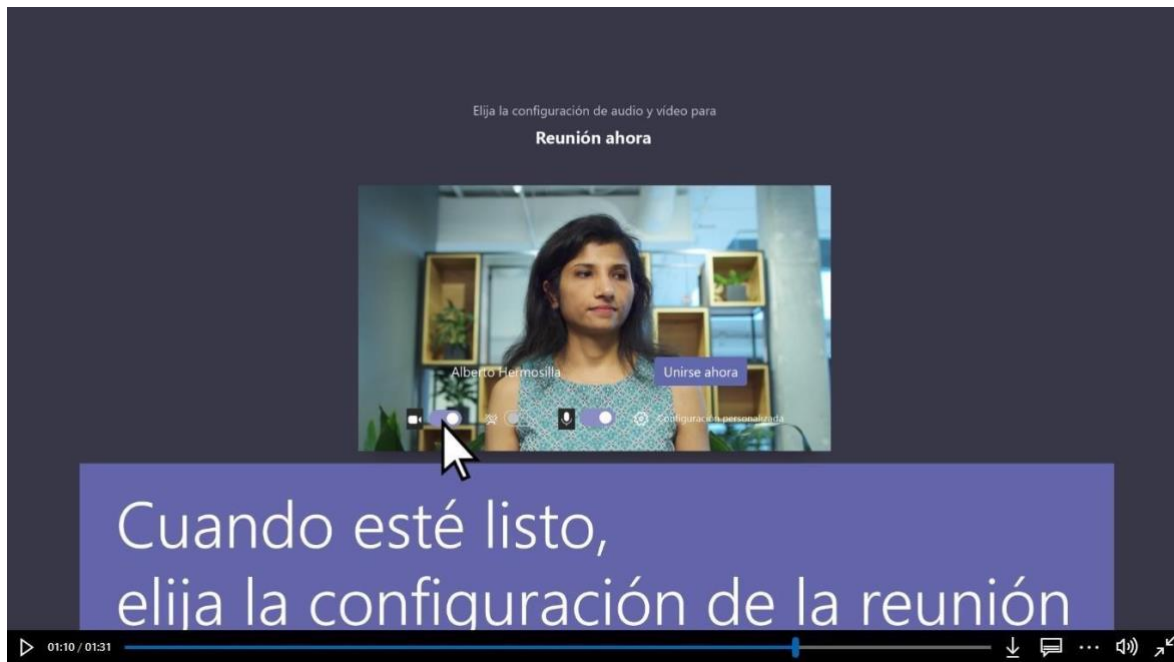 Elija la configuración de audio y vídeo para
Reunión ahora
Alberto Hermosilla
Unirse ahora
Configuración personalizada
Cuando esté listo,
elija la configuración de la reunión
01:10 / 01:31